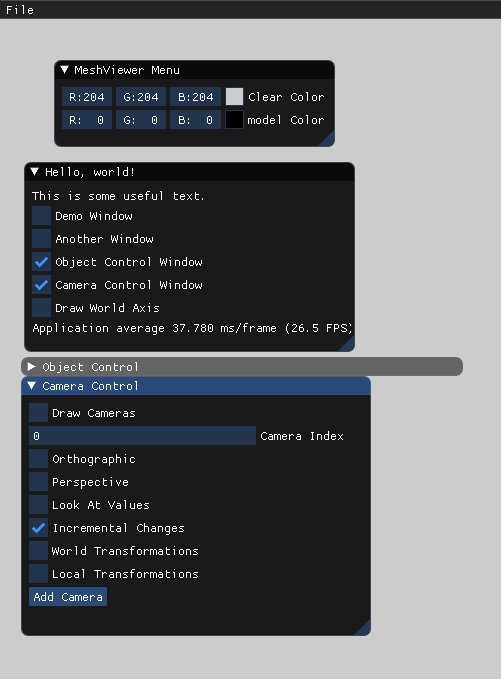 File
MeshViewer Menu
R:204 G:204 B:204 Clear Color
R: 0 G: 0 B: 0 model Color
Hello, world!
This is some useful text.
Demo Window
Another Window
Object Control Window
Camera Control Window
Draw World Axis
Application average 37.780 ms/frame (26.5 FPS)
Object Control
Camera Control
Draw Cameras
0 Camera Index
Orthographic
Perspective
Look At Values
Incremental Changes
World Transformations
Local Transformations
Add Camera